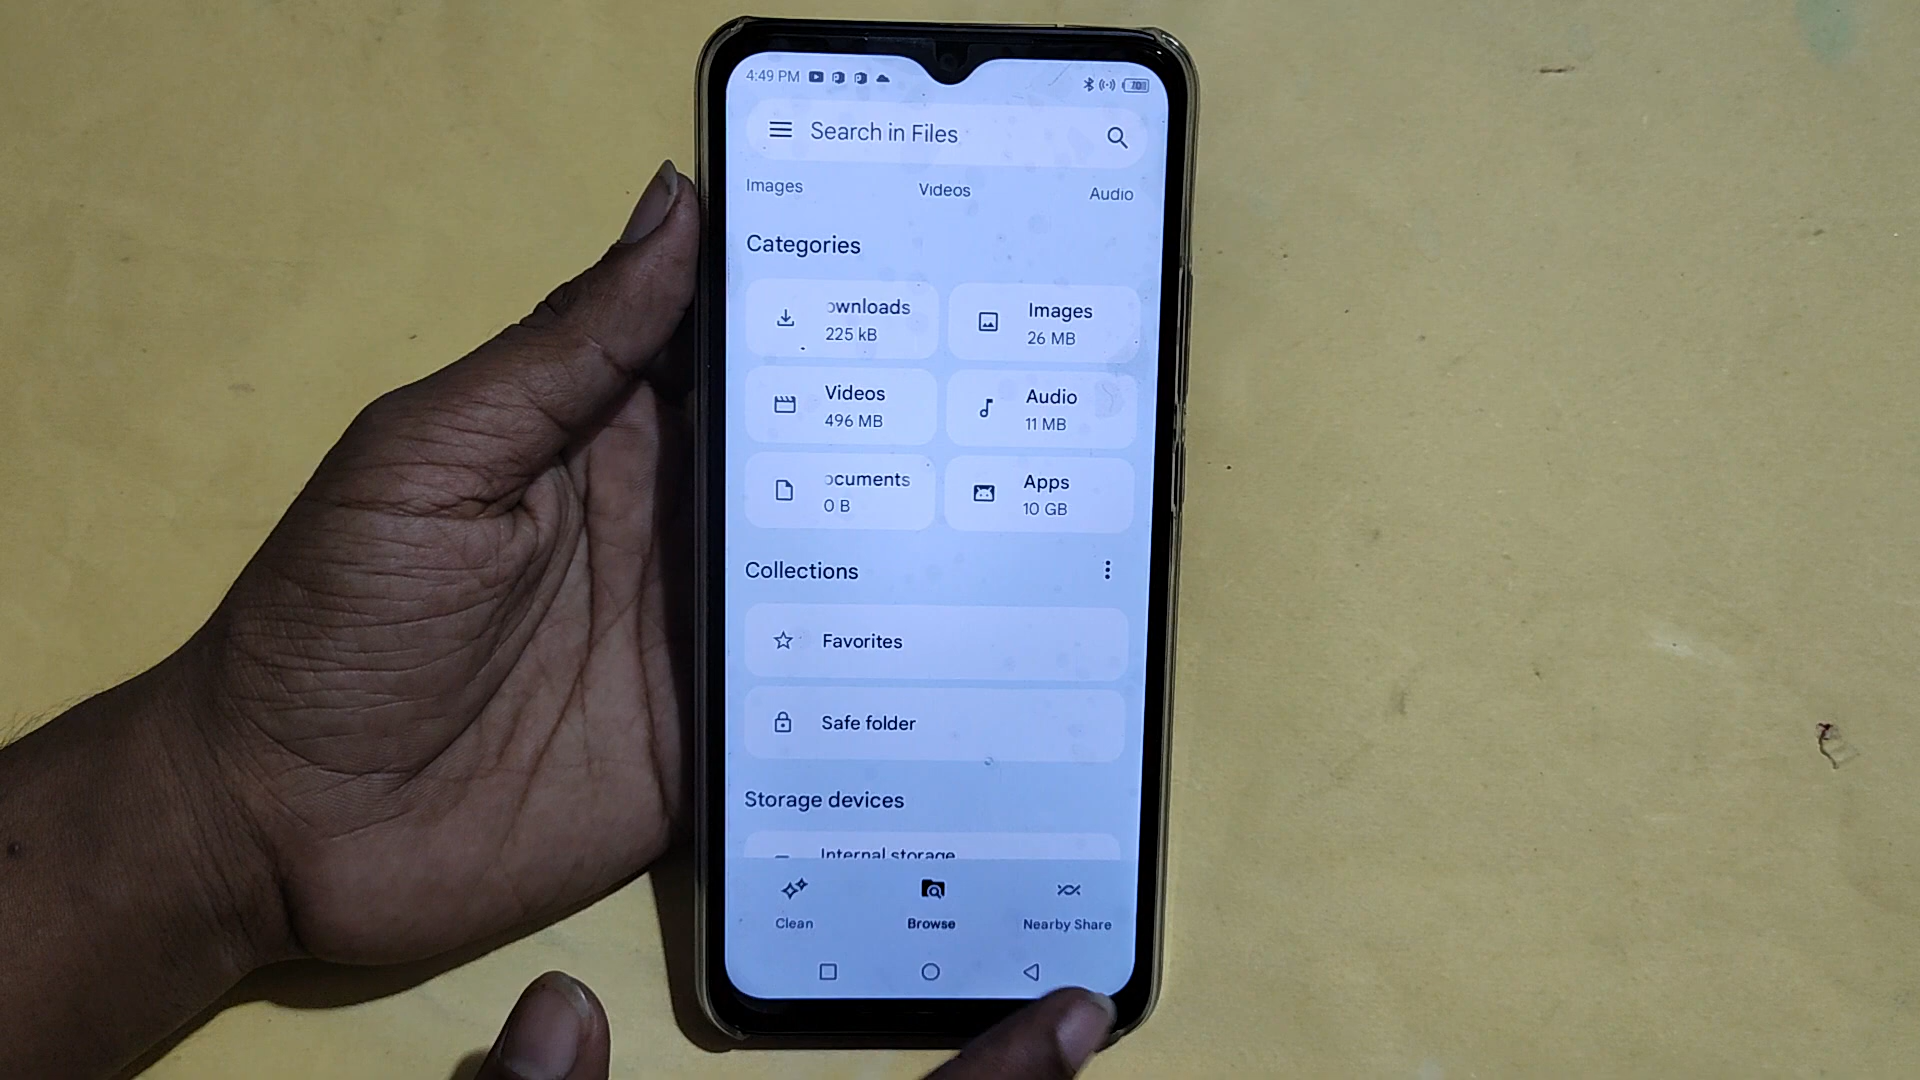 4:49 PM
70
Search in Files
Images Videos Audio
Categories
ownloads
225 kB
Images
26 MB
Videos
496 MB
Audio
11 MB
ocuments
0 B
Apps
10 GB
Collections
Favorites
Safe folder
Storage devices
Internal storage
Clean Browse Nearby Share